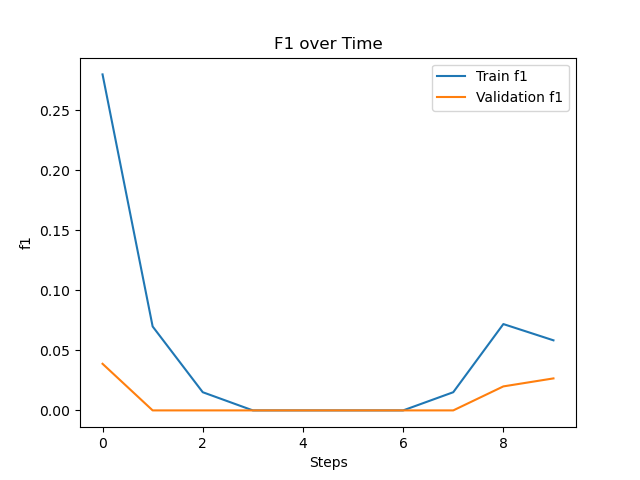 F1 over Time
Train f1
Validation f1
0.25
0.20
0.15
0.10
0.05
0.00
f1
0 2 4 6 8
Steps